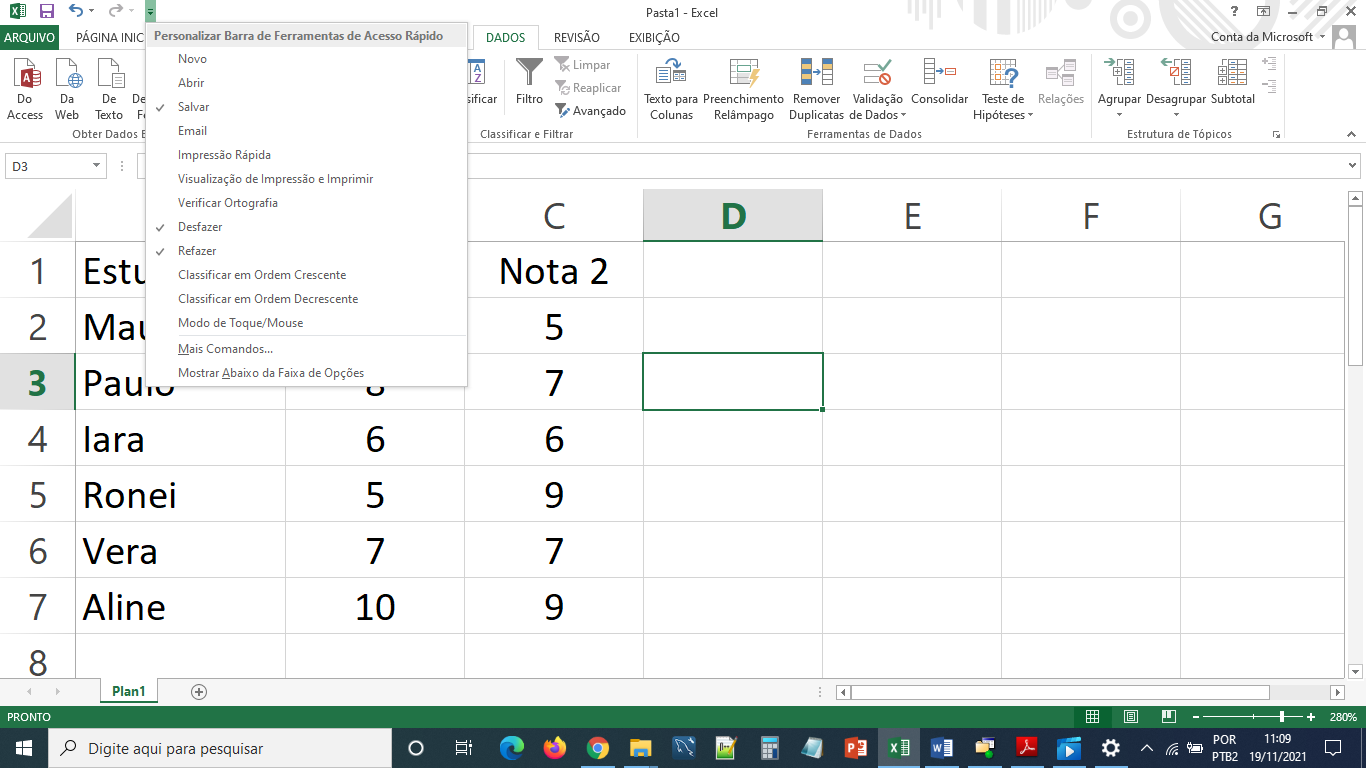 Pasta1 - Excel
ARQUIVO
PÁGINA INIC
DADOS
REVISÃO
EXIBIÇÃO
Conta da Microsoft
Personalizar Barra de Ferramentas de Acesso Rápido
Novo
Abrir
Salvar
Email
Impressão Rápida
Visualização de Impressão e Imprimir
Verificar Ortografia
Desfazer
Refazer
Classificar em Ordem Crescente
Classificar em Ordem Decrescente
Modo de Toque/Mouse
Mais Comandos...
Mostrar Abaixo da Faixa de Opções
Do Access
Da Web
De Texto
De
Obter Dados E
sificar
Filtro
Limpar
Reaplicar
Avançado
Classificar e Filtrar
Texto para Colunas
Preenchimento Relâmpago
Remover Duplicatas
Validação de Dados
Consolidar
Teste de Hipóteses
Relações
Ferramentas de Dados
Agrupar
Desagrupar
Subtotal
Estrutura de Tópicos
D3
C D E F G
1 Estu Nota 2
2 Mau 5
3 Paulo 8 7
4 Iara 6 6
5 Ronei 5 9
6 Vera 7 7
7 Aline 10 9
8
Plan1
PRONTO
280%
Digite aqui para pesquisar
POR
PTB2
11:09
19/11/2021